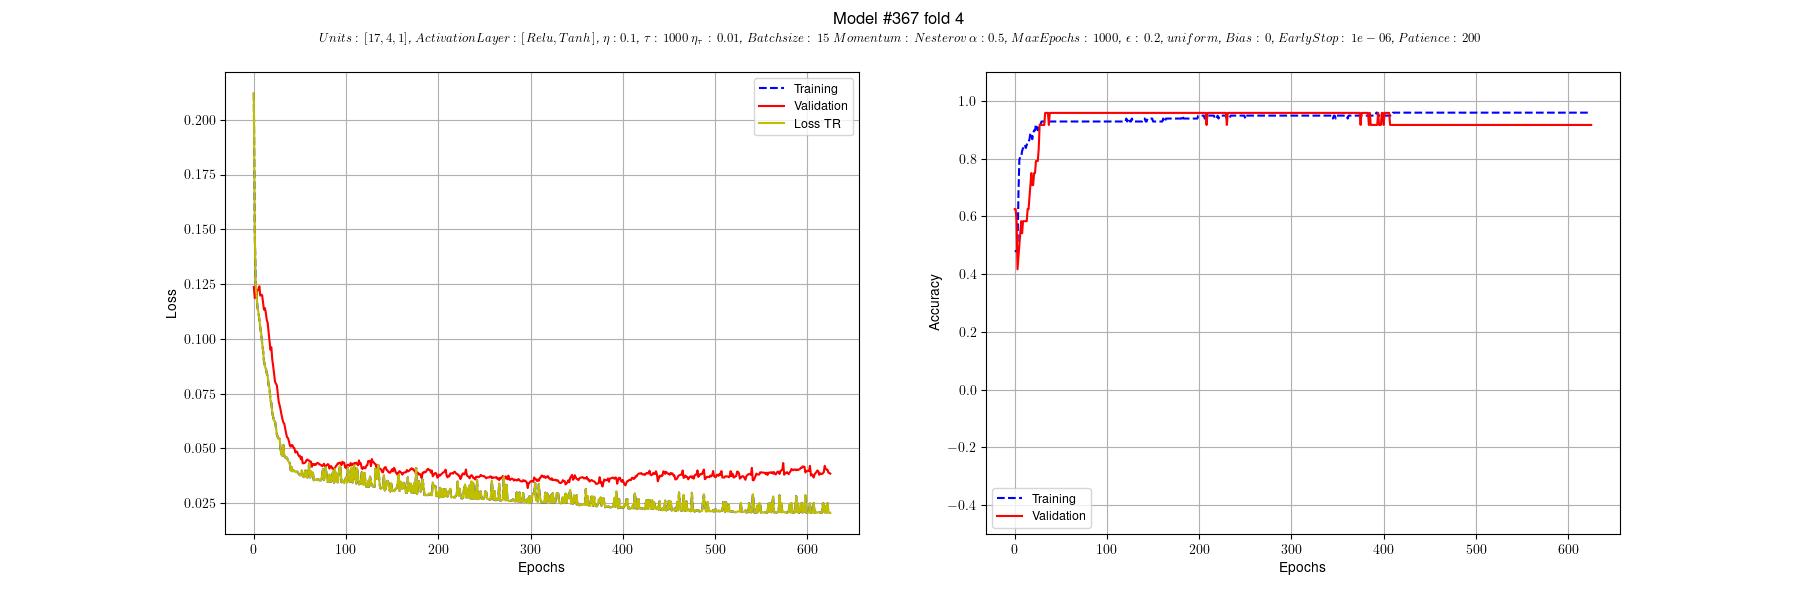 Model #367 fold 4
Units : [17, 4, 1], ActivationLayer : [Relu, Tanh], η : 0.1, τ : 1000 ητ : 0.01, Batchsize : 15 Momentum : Nesterov α : 0.5, MaxEpochs : 1000, ϵ : 0.2, uniform, Bias : 0, EarlyStop : 1e − 06, Patience : 200
Training
Validation
Loss TR
0.200
0.175
0.150
0.125
0.100
0.075
0.050
0.025
Loss
0 100 200 300 400 500 600
Epochs
1.0
0.8
0.6
0.4
0.2
0.0
−0.2
−0.4
Accuracy
Training
Validation
0 100 200 300 400 500 600
Epochs